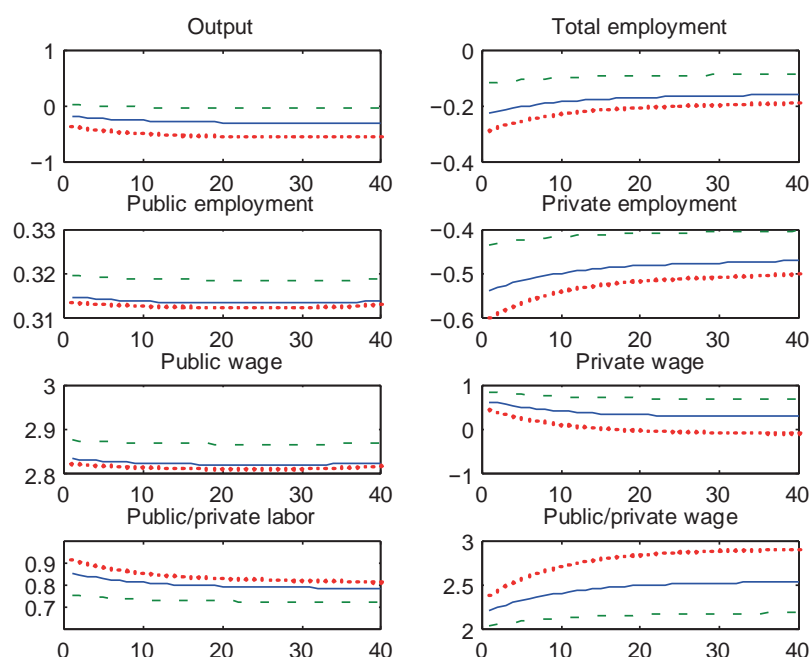 Output
1
0
−1
0 10 20 30 40
Total employment
0
−0.2
−0.4
0 10 20 30 40
Public employment
0.33
0.32
0.31
0 10 20 30 40
Private employment
−0.4
−0.5
−0.6
0 10 20 30 40
Public wage
3
2.9
2.8
0 10 20 30 40
Private wage
1
0
−1
0 10 20 30 40
Public/private labor
0.9
0.8
0.7
0 10 20 30 40
Public/private wage
3
2.5
2
0 10 20 30 40